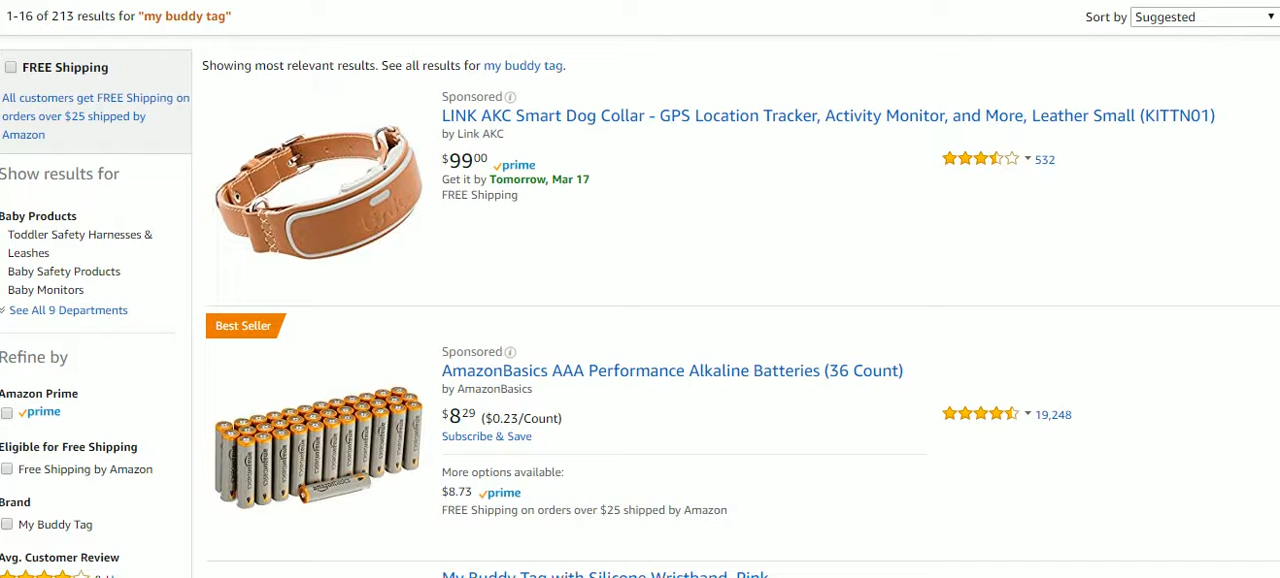 1-16 of 213 results for "my buddy tag"
Sort by Suggested
FREE Shipping
All customers get FREE Shipping on
orders over $25 shipped by
Amazon
Show results for
Baby Products
Toddler Safety Harnesses &
Leashes
Baby Safety Products
Baby Monitors
See All 9 Departments
Refine by
Amazon Prime
prime
Eligible for Free Shipping
Free Shipping by Amazon
Brand
My Buddy Tag
Avg. Customer Review
Showing most relevant results. See all results for my buddy tag.
Sponsored
LINK AKC Smart Dog Collar - GPS Location Tracker, Activity Monitor, and More, Leather Small (KITTN01)
by Link AKC
$99.00 prime
Get it by Tomorrow, Mar 17
FREE Shipping
532
Best Seller
Sponsored
AmazonBasics AAA Performance Alkaline Batteries (36 Count)
by AmazonBasics
$8.29 ($0.23/Count)
Subscribe & Save
19,248
More options available:
$8.73 prime
FREE Shipping on orders over $25 shipped by Amazon
My Buddy Tag with Silicone Wristband, Pink